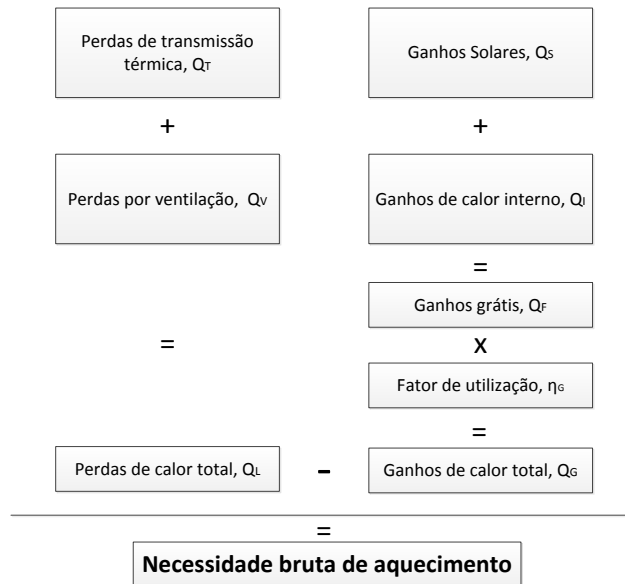 Perdas de transmissão
térmica, QT
+
Perdas por ventilação, QV
=
Perdas de calor total, QL
-
Ganhos Solares, QS
+
Ganhos de calor interno, QI
=
Ganhos grátis, QF
X
Fator de utilização, ηG
=
Ganhos de calor total, QG
=
Necessidade bruta de aquecimento